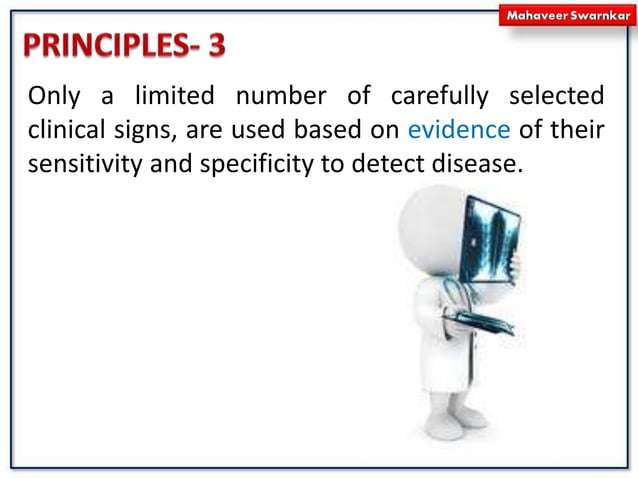 Mahaveer Swarnkar
PRINCIPLES- 3
Only a limited number of carefully selected
clinical signs, are used based on evidence of their
sensitivity and specificity to detect disease.